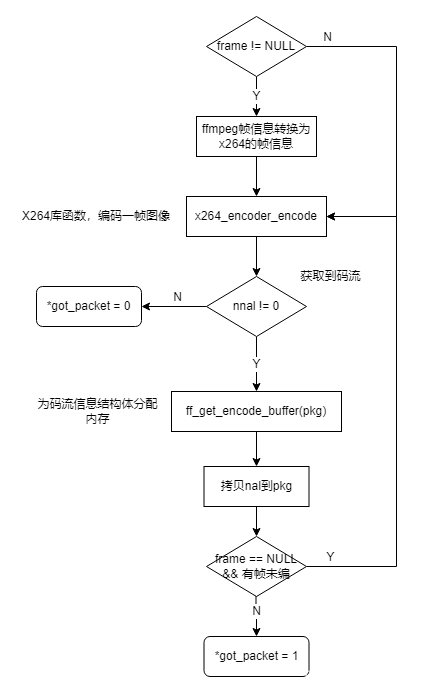 frame != NULL
N
Y
ffmpeg帧信息转换为
x264的帧信息
X264库函数，编码一帧图像
x264_encoder_encode
获取到码流
N
*got_packet = 0
nnal != 0
Y
为码流信息结构体分配
内存
ff_get_encode_buffer(pkg)
拷贝nal到pkg
frame == NULL
&& 有帧未编
Y
N
*got_packet = 1